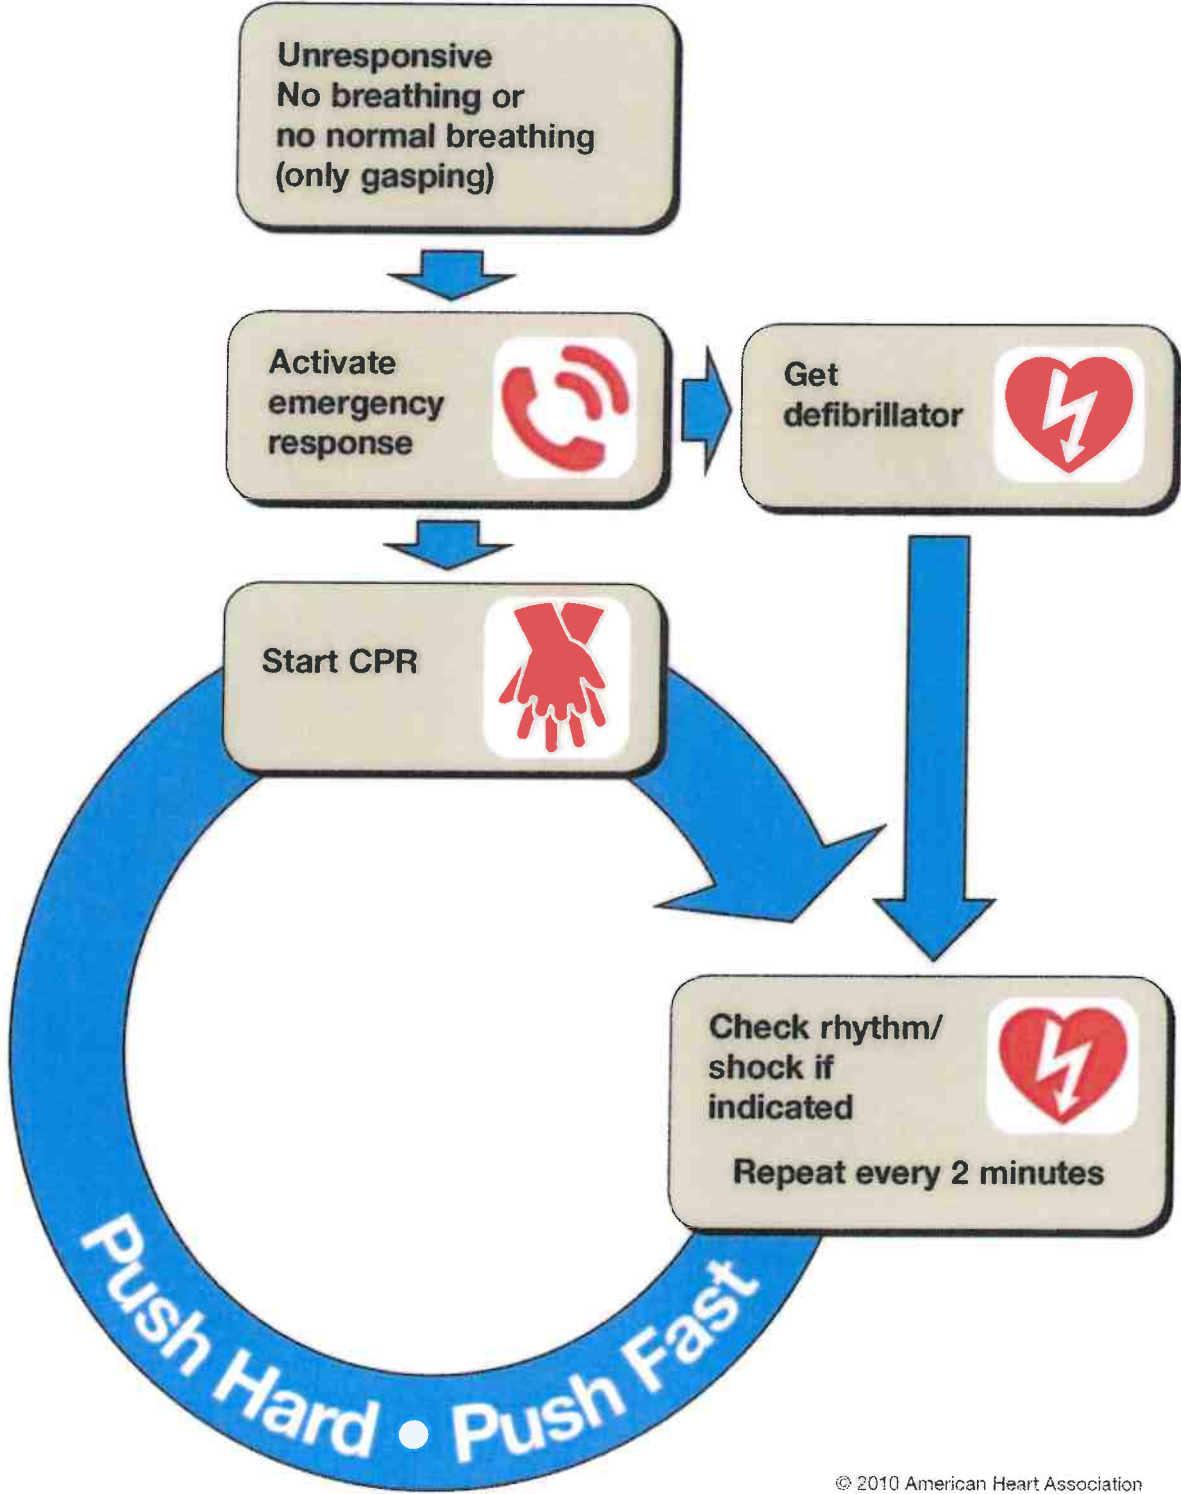 Unresponsive
No breathing or
no normal breathing
(only gasping)
Activate
emergency
response
Get
defibrillator
Start CPR
Check rhythm/
shock if
indicated
Repeat every 2 minutes
Push Hard • Push Fast
© 2010 American Heart Association